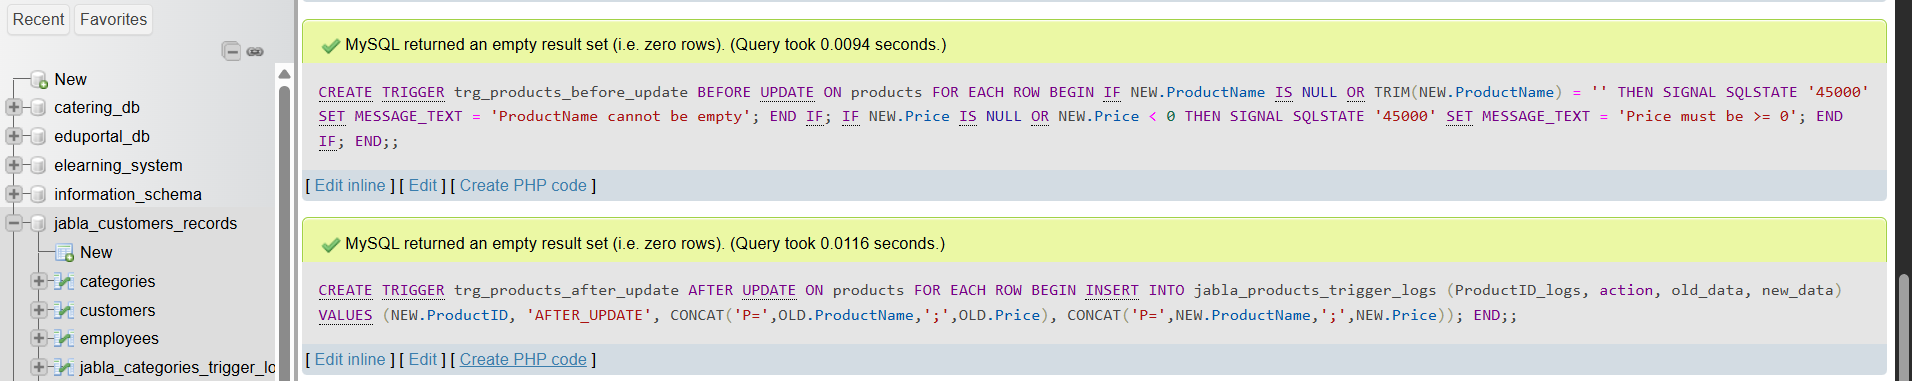 Recent Favorites
New
catering_db
eduportal_db
elearning_system
information_schema
jabla_customers_records
New
categories
customers
employees
jabla_categories_trigger_lo
MySQL returned an empty result set (i.e. zero rows). (Query took 0.0094 seconds.)
CREATE TRIGGER trg_products_before_update BEFORE UPDATE ON products FOR EACH ROW BEGIN IF NEW.ProductName IS NULL OR TRIM(NEW.ProductName) = '' THEN SIGNAL SQLSTATE '45000'
SET MESSAGE_TEXT = 'ProductName cannot be empty'; END IF; IF NEW.Price IS NULL OR NEW.Price < 0 THEN SIGNAL SQLSTATE '45000' SET MESSAGE_TEXT = 'Price must be >= 0'; END
IF; END;;
[ Edit inline ] [ Edit ] [ Create PHP code ]
MySQL returned an empty result set (i.e. zero rows). (Query took 0.0116 seconds.)
CREATE TRIGGER trg_products_after_update AFTER UPDATE ON products FOR EACH ROW BEGIN INSERT INTO jabla_products_trigger_logs (ProductID_logs, action, old_data, new_data)
VALUES (NEW.ProductID, 'AFTER_UPDATE', CONCAT('P=',OLD.ProductName,';',OLD.Price), CONCAT('P=',NEW.ProductName,';',NEW.Price)); END;;
[ Edit inline ] [ Edit ] [ Create PHP code ]